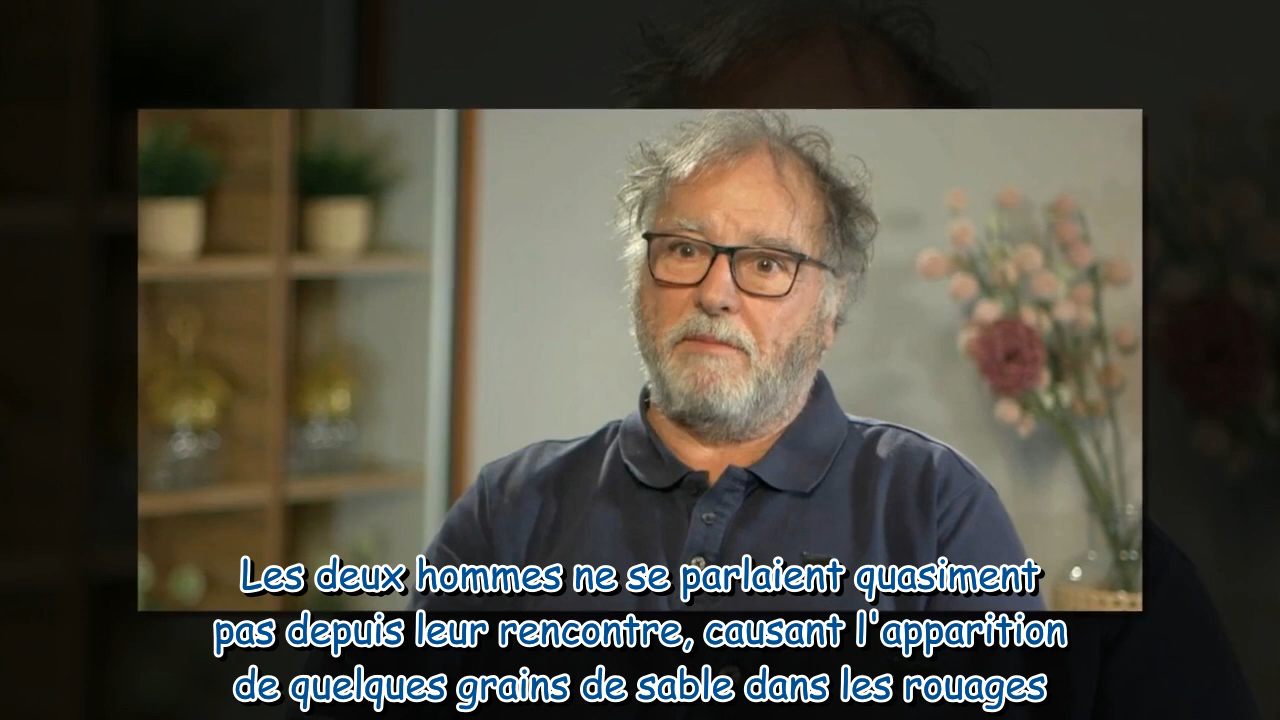 Les deux hommes ne se parlaient quasiment
pas depuis leur rencontre, causant l'apparition
de quelques grains de sable dans les rouages